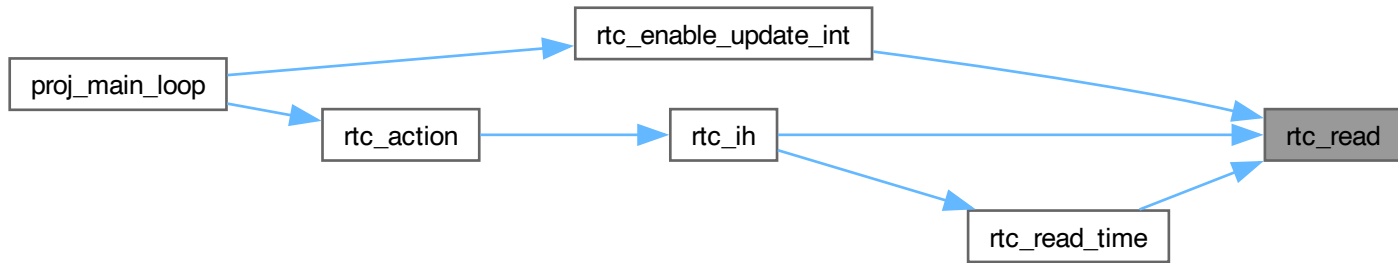 rtc_enable_update_int
proj_main_loop
rtc_action
rtc_ih
rtc_read
rtc_read_time